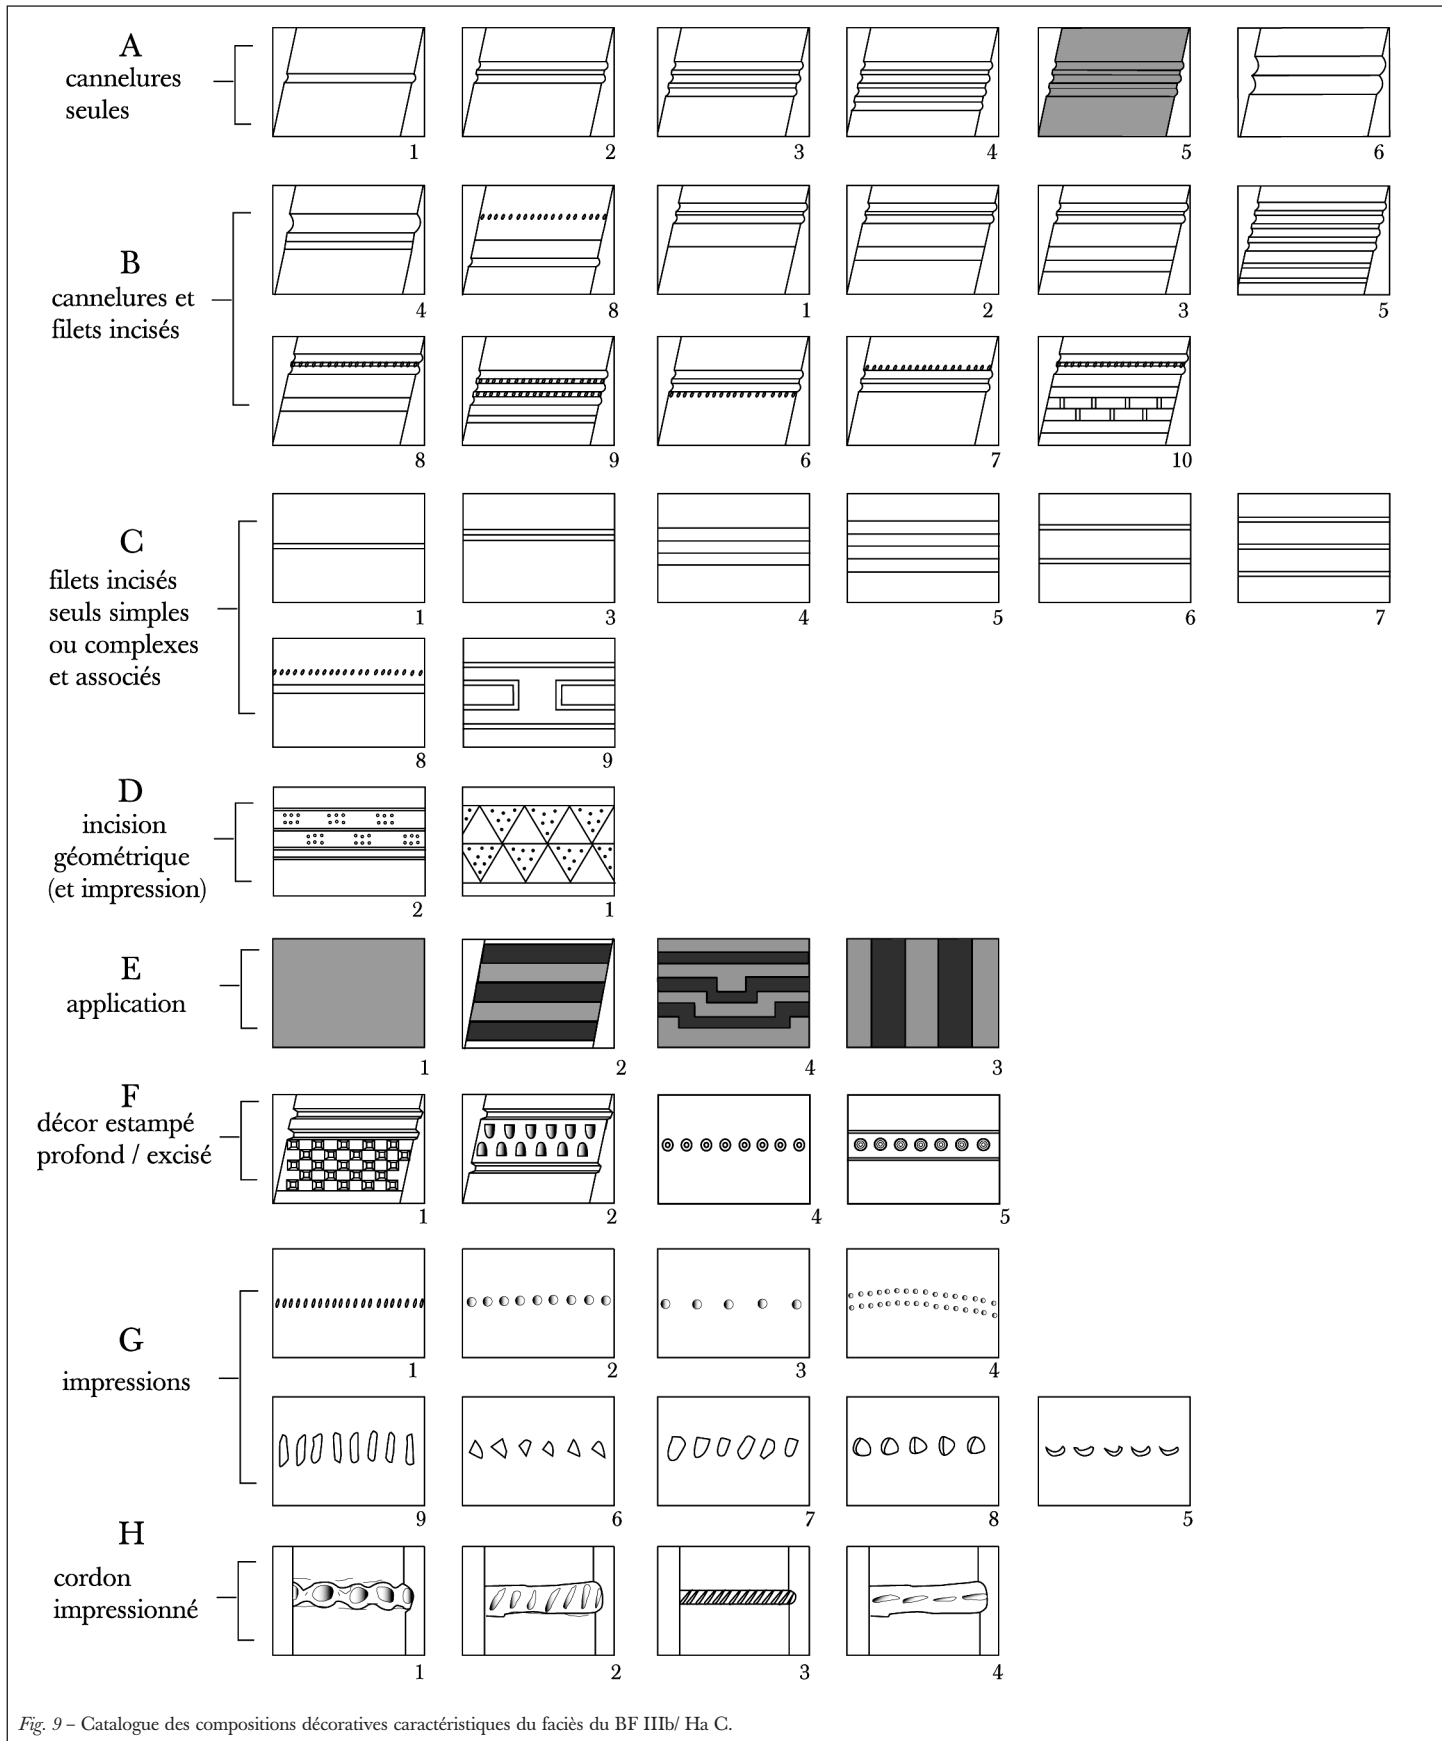 A
cannelures
seules
1 2 3 4 5 6
B
cannelures et
filets incisés
4 8 1 2 3 5
8 9 6 7 10
C
filets incisés
seuls simples
ou complexes
et associés
1 3 4 5 6 7
8 9
D
incision
géométrique
(et impression)
2 1
E
application
1 2 4 3
F
décor estampé
profond / excisé
1 2 4 5
G
impressions
1 2 3 4
9 6 7 8 5
H
cordon
impressionné
1 2 3 4
Fig. 9 – Catalogue des compositions décoratives caractéristiques du faciès du BF IIIb/ Ha C.